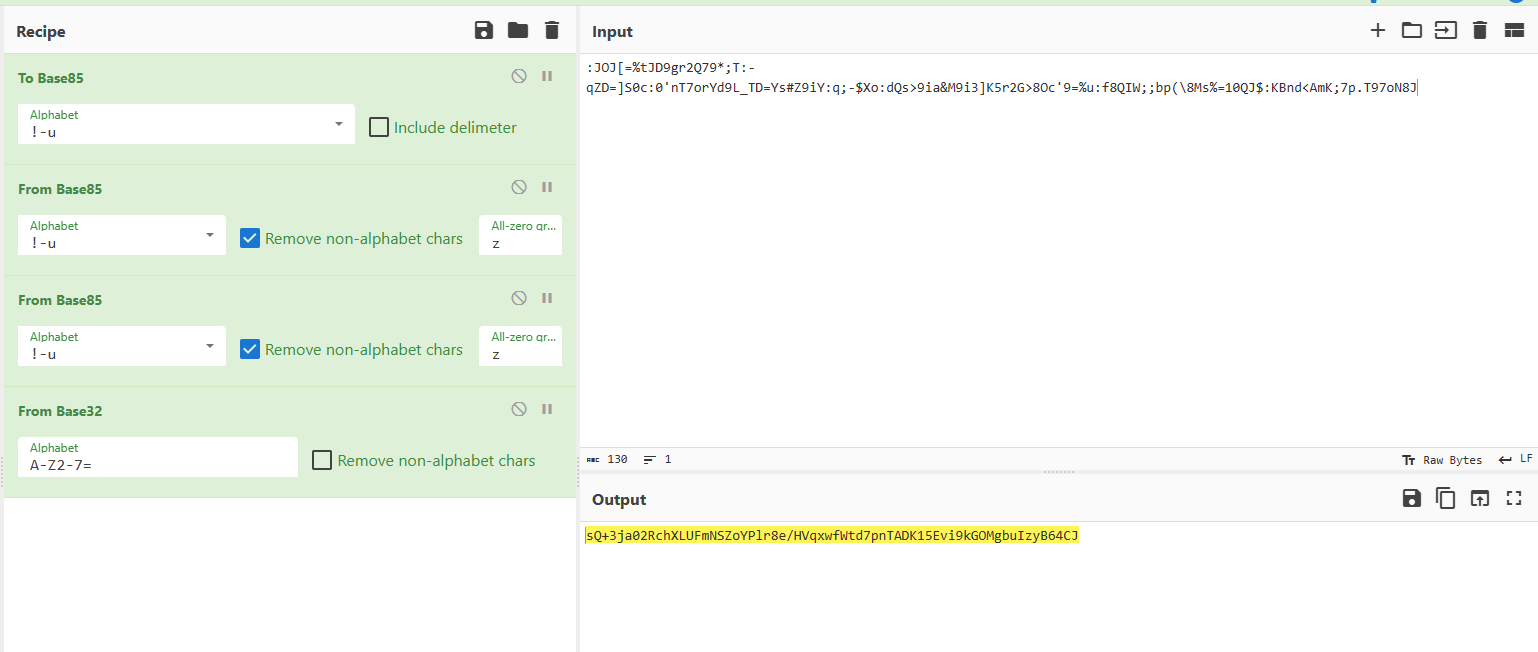 Recipe
To Base85
Alphabet
!-u
Include delimeter
From Base85
Alphabet
!-u
Remove non-alphabet chars
All-zero gr...
z
From Base85
Alphabet
!-u
Remove non-alphabet chars
All-zero gr...
z
From Base32
Alphabet
A-Z2-7=
Remove non-alphabet chars
Input
:JOJ[=%tJD9gr2Q79*;T:-
qZD=]S0c:0'nT7orYd9L_TD=Ys#Z9iY:q;-$Xo:dQs>9ia&M9i3]K5r2G>8Oc'9=%u:f8QIW;;bp(\8Ms%=10QJ$:KBnd<AmK;7p.T97oN8J
ABC 130 1
Tт Raw Bytes LF
Output
sQ+3ja02RchXLUFmNSZoYPlr8e/HVqxwfWtd7pnTADK15Evi9kGOMgbuIzyB64CJ